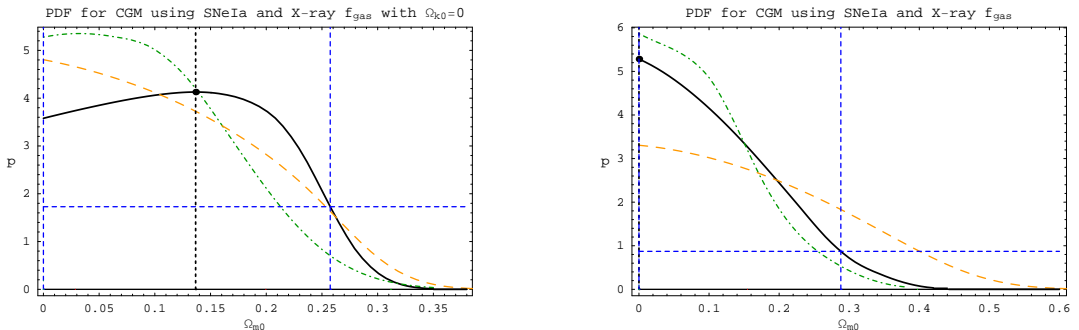 PDF for CGM using SNeIa and X-ray f_gas with Ω_k0=0
5
4
3
p
2
1
0
0 0.05 0.1 0.15 0.2 0.25 0.3 0.35
Ω_m0
PDF for CGM using SNeIa and X-ray f_gas
6
5
4
3
p
2
1
0
0 0.1 0.2 0.3 0.4 0.5 0.6
Ω_m0